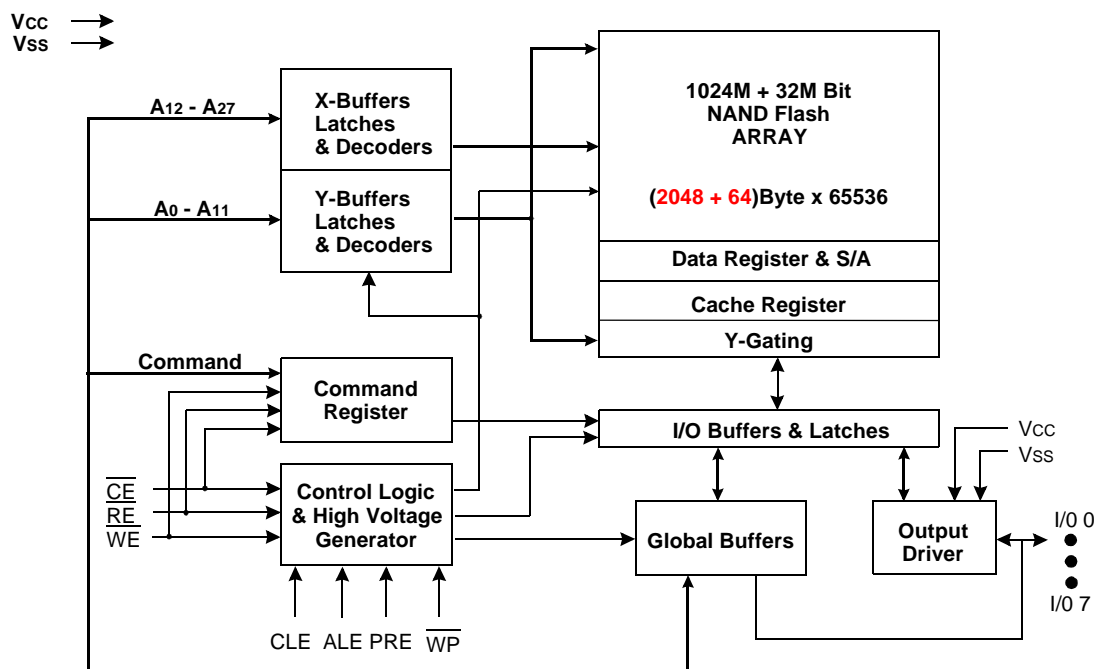 VCC
VSS
A12 - A27
X-Buffers
Latches
& Decoders
A0 - A11
Y-Buffers
Latches
& Decoders
1024M + 32M Bit
NAND Flash
ARRAY
(2048 + 64)Byte x 65536
Data Register & S/A
Cache Register
Y-Gating
Command
Command
Register
I/O Buffers & Latches
VCC
VSS
CE
RE
WE
Control Logic
& High Voltage
Generator
Global Buffers
Output
Driver
I/0 0
I/0 7
CLE
ALE
PRE
WP